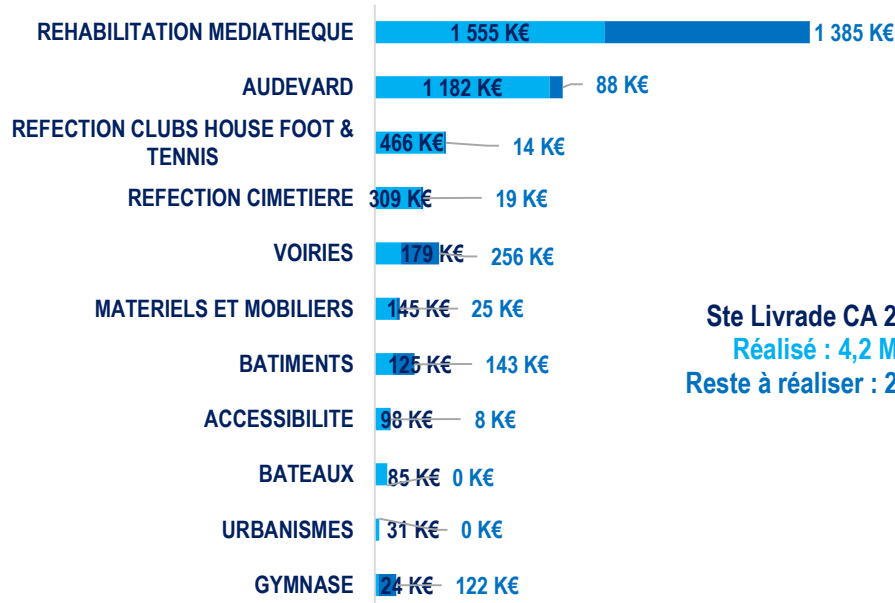 REHABILITATION MEDIATHEQUE 1 555 K€ 1 385 K€
AUDEVARD 1 182 K€ 88 K€
REFECTION CLUBS HOUSE FOOT &
TENNIS 466 K€ 14 K€
REFECTION CIMETIERE 309 K€ 19 K€
VOIRIES 179 K€ 256 K€
MATERIELS ET MOBILIERS 145 K€ 25 K€
Ste Livrade CA 2
Réalisé : 4,2 M
Reste à réaliser : 2
BATIMENTS 125 K€ 143 K€
ACCESSIBILITE 98 K€ 8 K€
BATEAUX 85 K€ 0 K€
URBANISMES 31 K€ 0 K€
GYMNASE 24 K€ 122 K€